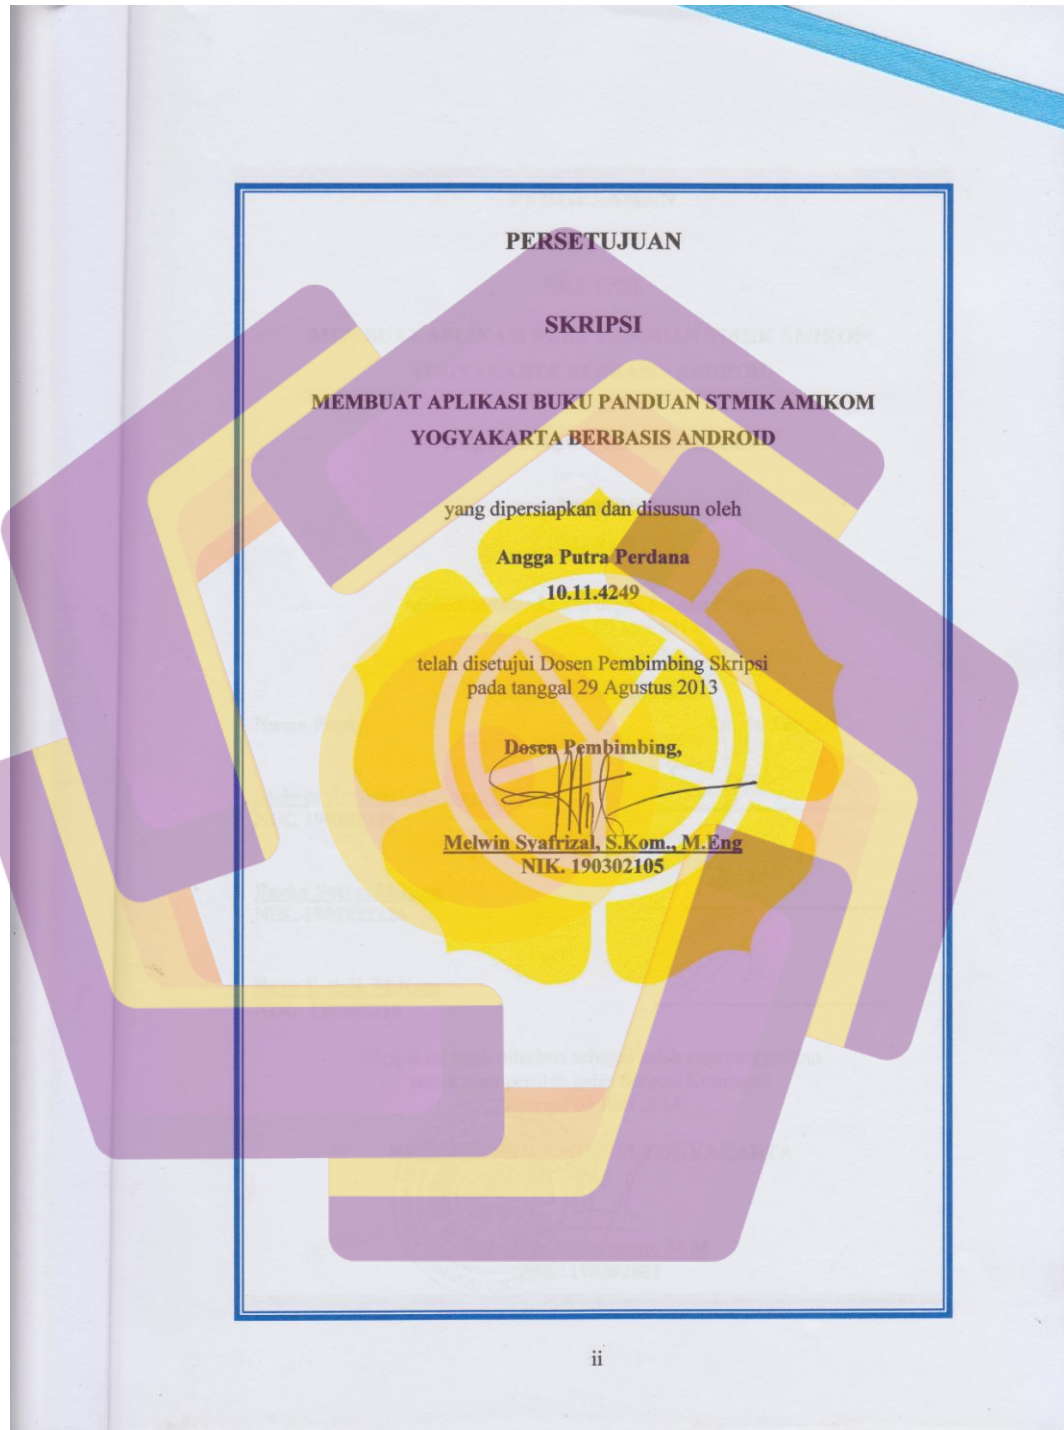 PERSETUJUAN
SKRIPSI
MEMBUAT APLIKASI BUKU PANDUAN STMIK AMIKOM
YOGYAKARTA BERBASIS ANDROID
yang dipersiapkan dan disusun oleh
Angga Putra Perdana
10.11.4249
telah disetujui Dosen Pembimbing Skripsi
pada tanggal 29 Agustus 2013
Dosen Pembimbing,
Melwin Syafrizal, S.Kom., M.Eng
NIK. 190302105
ii